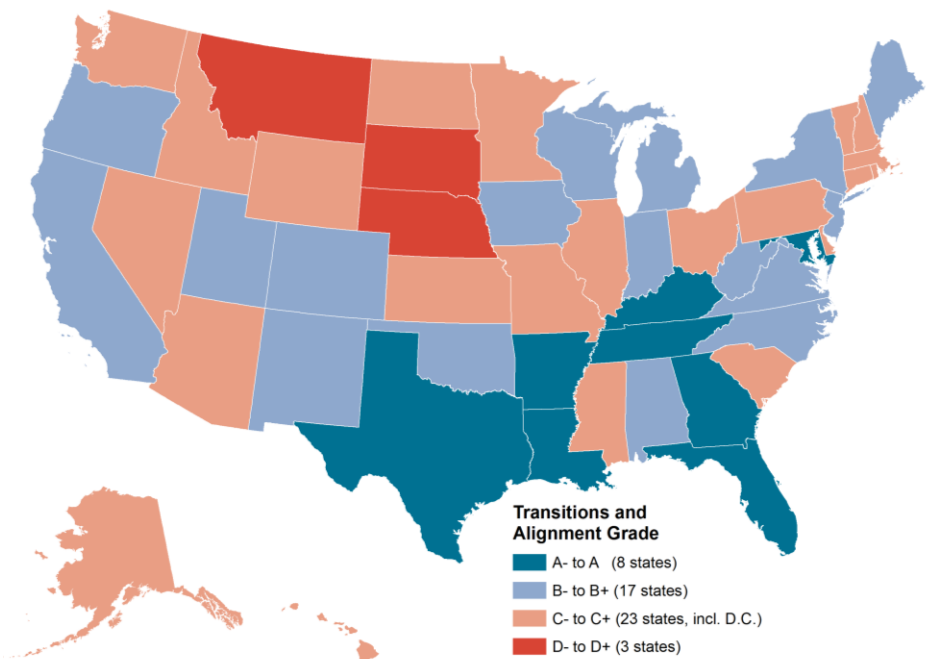 Transitions and
Alignment Grade
A- to A (8 states)
B- to B+ (17 states)
C- to C+ (23 states, incl. D.C.)
D- to D+ (3 states)